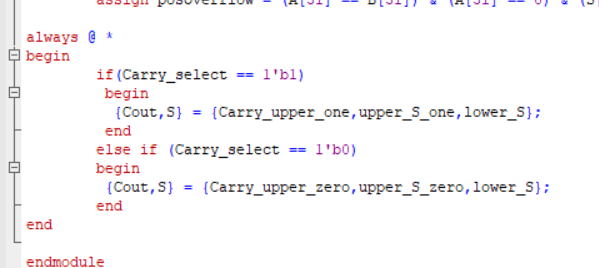 assign posOverflow = (A[31] == B[31]) & (A[31] == 0) & (S
always @ *
begin
if(Carry_select == 1'b1)
begin
{Cout,S} = {Carry_upper_one,upper_S_one,lower_S};
end
else if (Carry_select == 1'b0)
begin
{Cout,S} = {Carry_upper_zero,upper_S_zero,lower_S};
end
end
endmodule